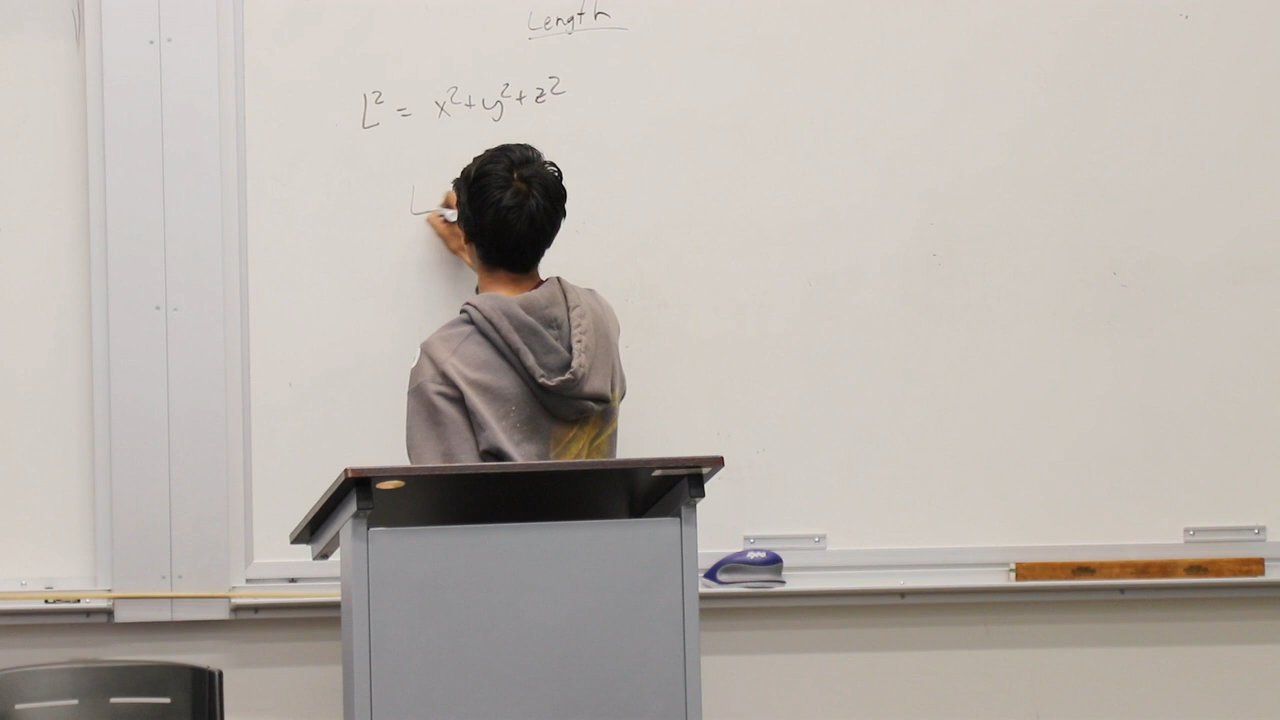 Length
L² = x² + y² + z²
L